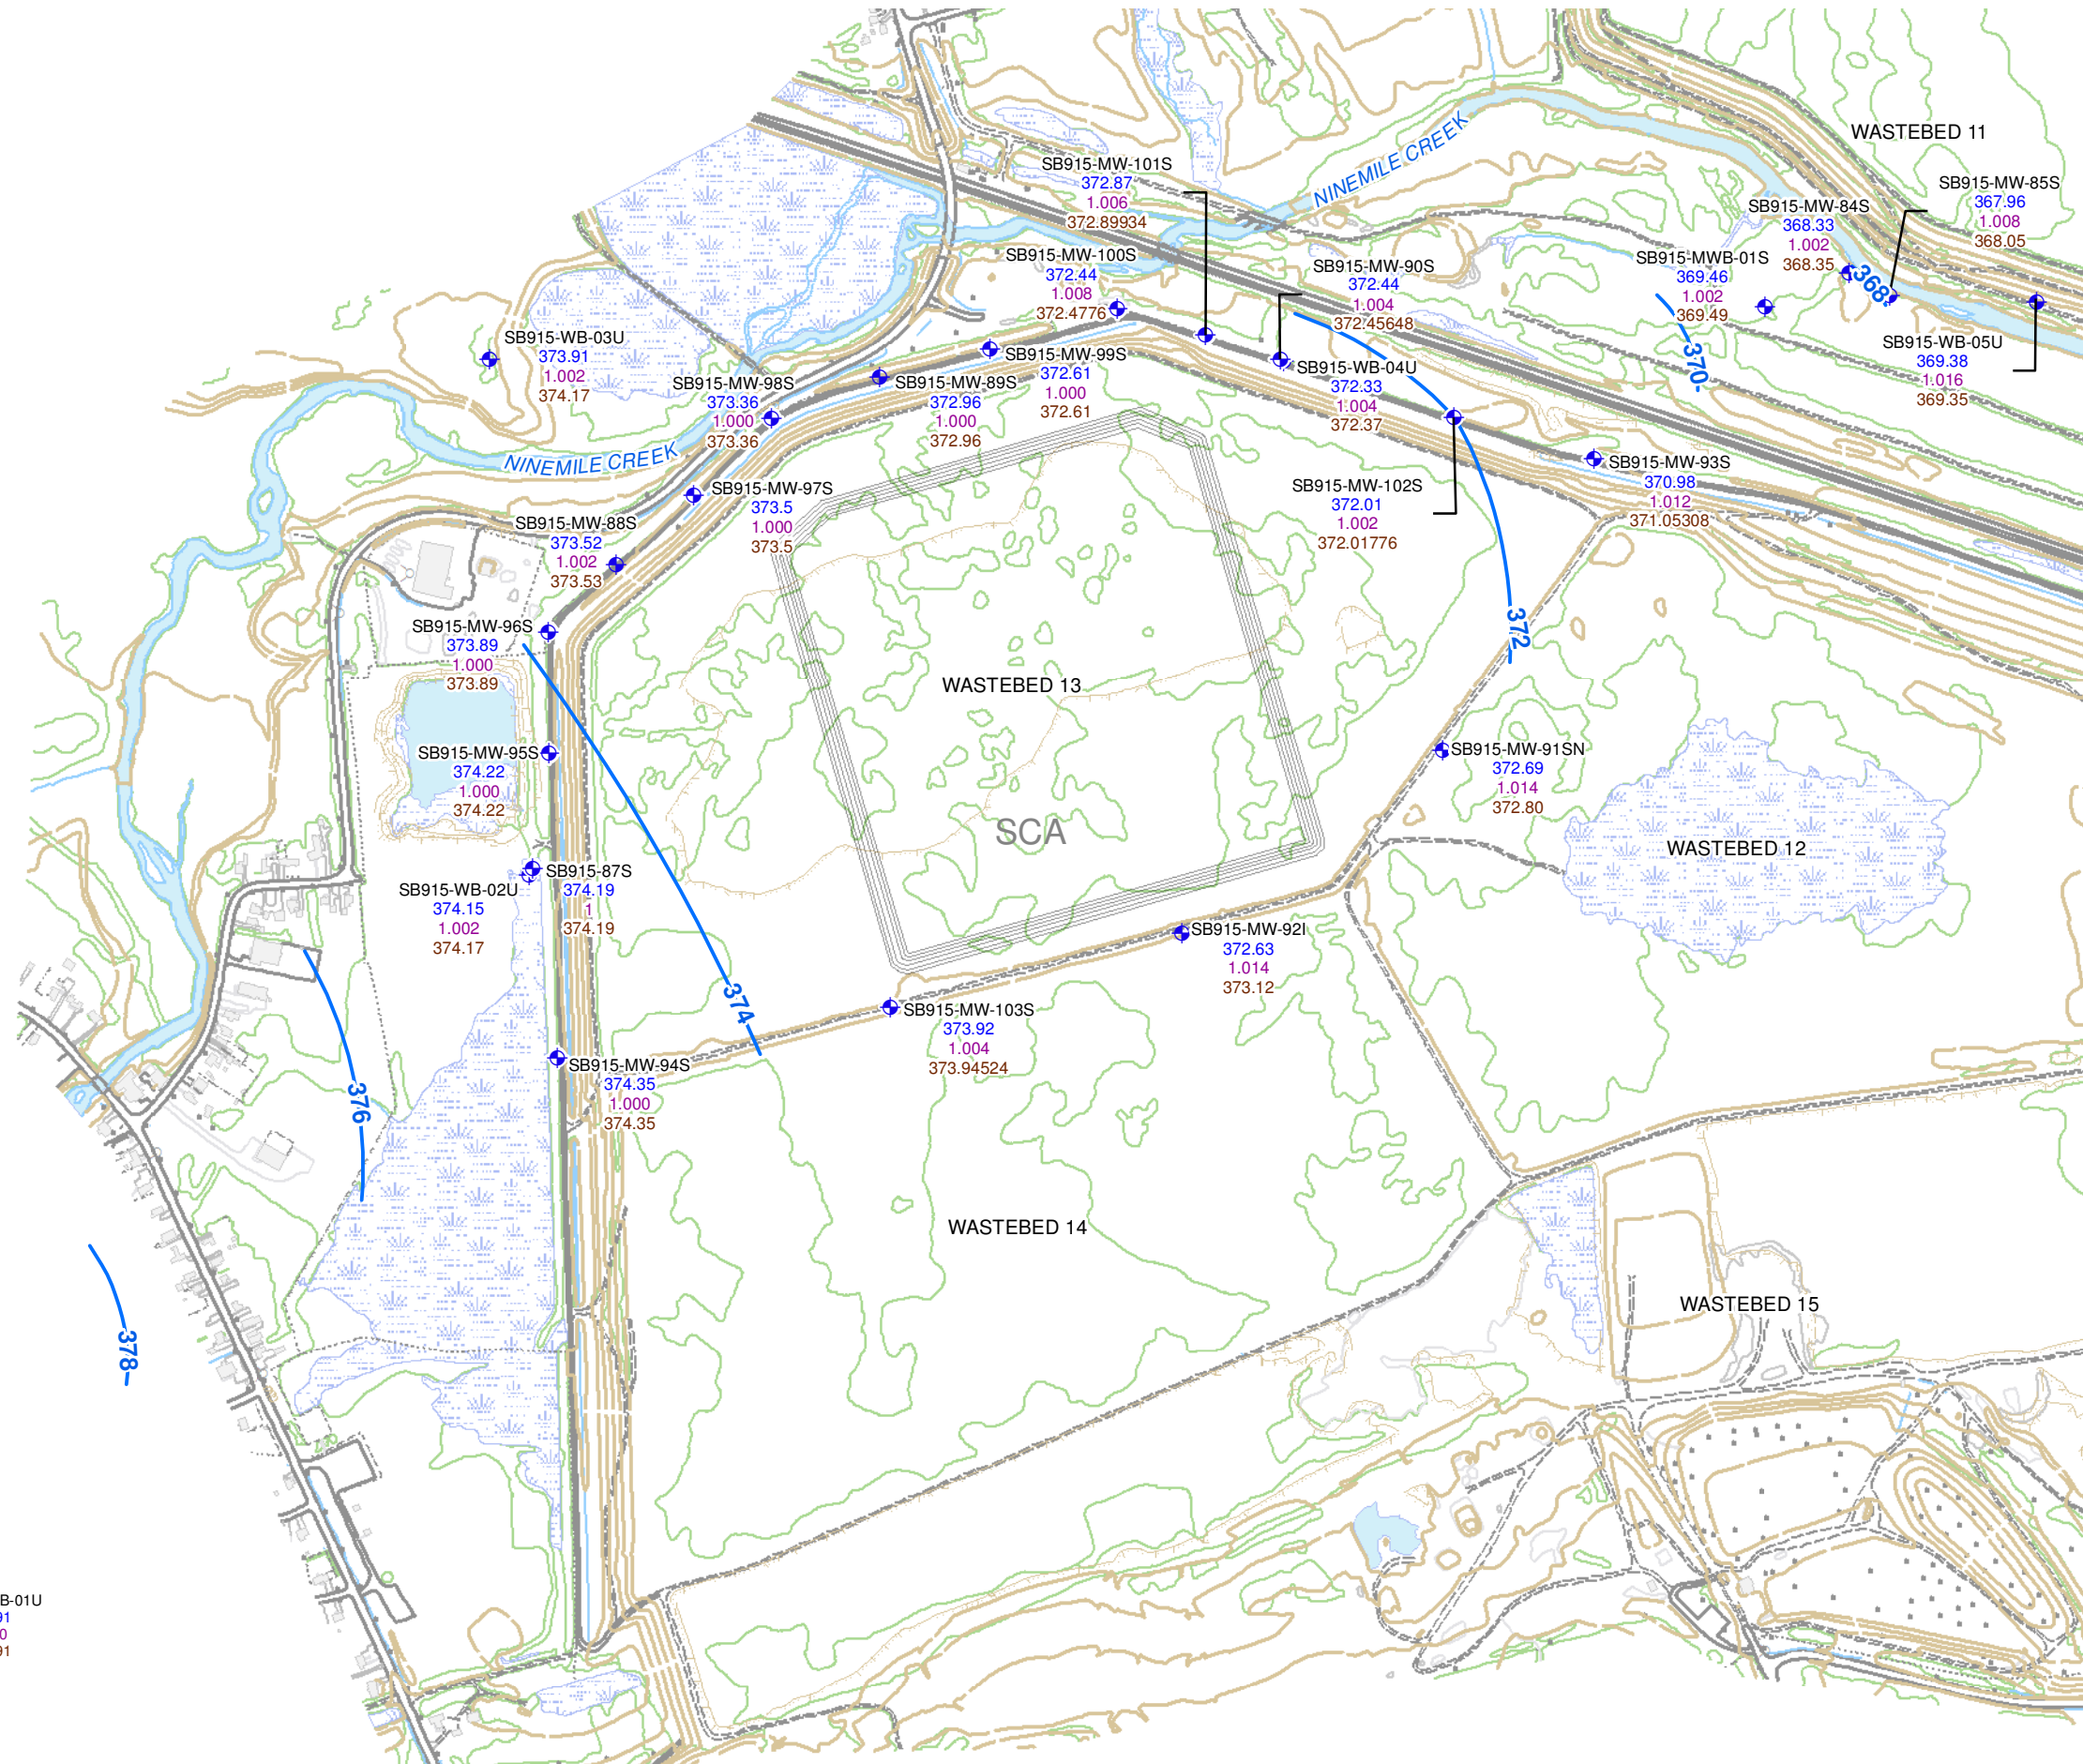 WASTEBED 11
NINEMILE CREEK
SB915-MW-101S
372.87
1.006
372.89934
SB915-MW-85S
367.96
1.008
368.05
SB915-MW-84S
368.33
1.002
368.35
SB915-MW-100S
372.44
1.008
372.4776
SB915-MW-90S
372.44
1.004
372.45648
SB915-MWB-01S
369.46
1.002
369.49
368
370
SB915-WB-03U
373.91
1.002
374.17
SB915-MW-99S
372.61
1.000
372.61
SB915-WB-04U
372.33
1.004
372.37
SB915-WB-05U
369.38
1.016
369.35
SB915-MW-98S
373.36
1.000
373.36
SB915-MW-89S
372.96
1.000
372.96
NINEMILE CREEK
SB915-MW-93S
370.98
1.012
371.05308
SB915-MW-97S
373.5
1.000
373.5
SB915-MW-102S
372.01
1.002
372.01776
SB915-MW-88S
373.52
1.002
373.53
SB915-MW-96S
373.89
1.000
373.89
372
WASTEBED 13
SB915-MW-95S
374.22
1.000
374.22
SB915-MW-91SN
372.69
1.014
372.80
SCA
WASTEBED 12
SB915-87S
374.19
1
374.19
SB915-WB-02U
374.15
1.002
374.17
SB915-MW-92I
372.63
1.014
373.12
374
SB915-MW-103S
373.92
1.004
373.94524
SB915-MW-94S
374.35
1.000
374.35
376
WASTEBED 14
WASTEBED 15
378
B-01U
91
0
91